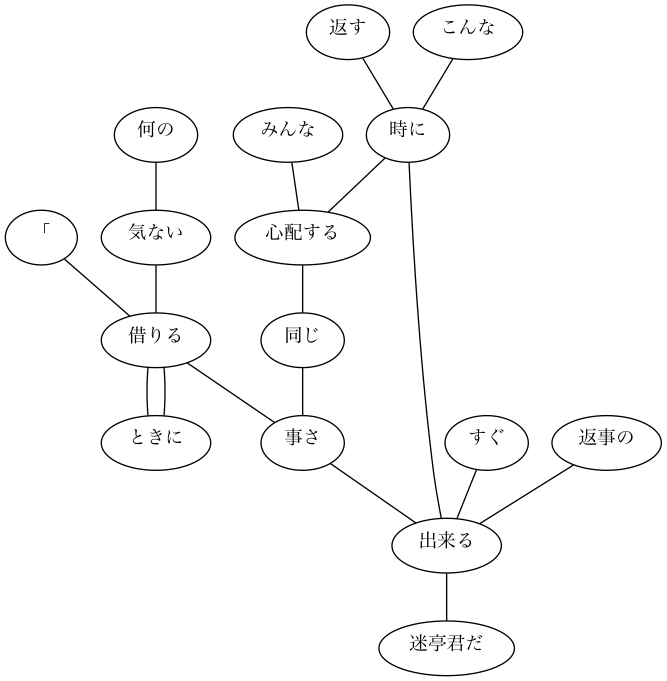 返す
こんな
何の
みんな
時に
「
気ない
心配する
借りる
同じ
ときに
事さ
すぐ
返事の
出来る
迷亭君だ